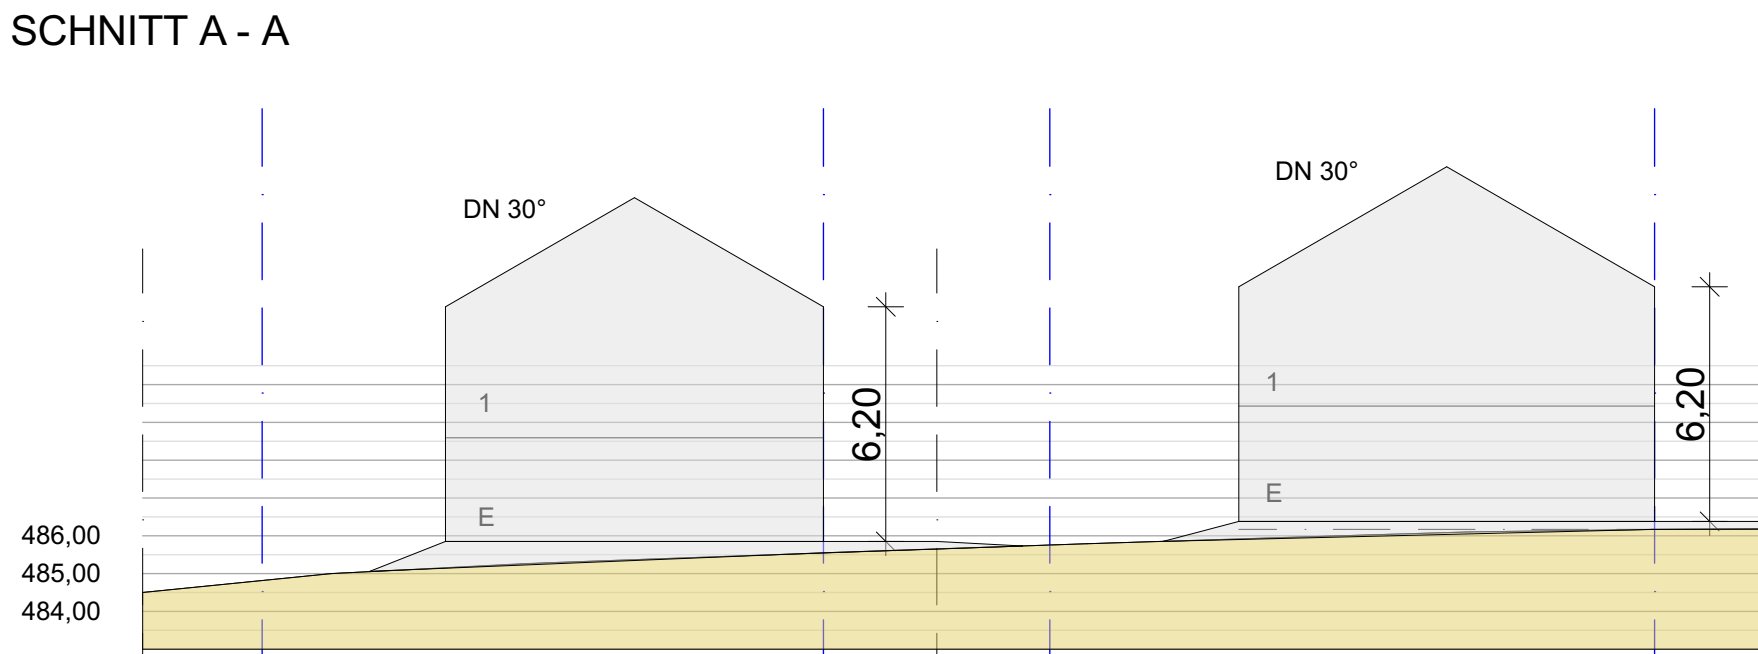 SCHNITT A - A
DN 30°
DN 30°
1
1
6,20
6,20
E
E
486,00
485,00
484,00